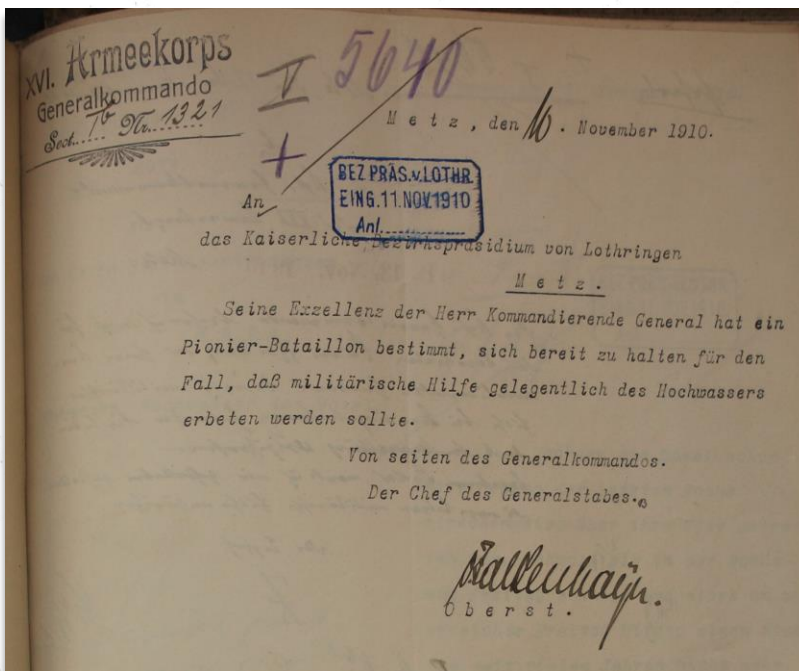 XVI. Armeekorps
Generalkommando
Sect. Ib Nr. 1321
V 5640
+
Metz, den 10. November 1910.
BEZ PRÄS.v.LOTHR.
EING.11.NOV.1910
Anl.
An
das Kaiserliche Bezirkspräsidium von Lothringen
Metz.
Seine Exzellenz der Herr Kommandierende General hat ein
Pionier-Bataillon bestimmt, sich bereit zu halten für den
Fall, daß militärische Hilfe gelegentlich des Hochwassers
erbeten werden sollte.
Von seiten des Generalkommandos.
Der Chef des Generalstabes.
Falkenhayn.
Oberst.